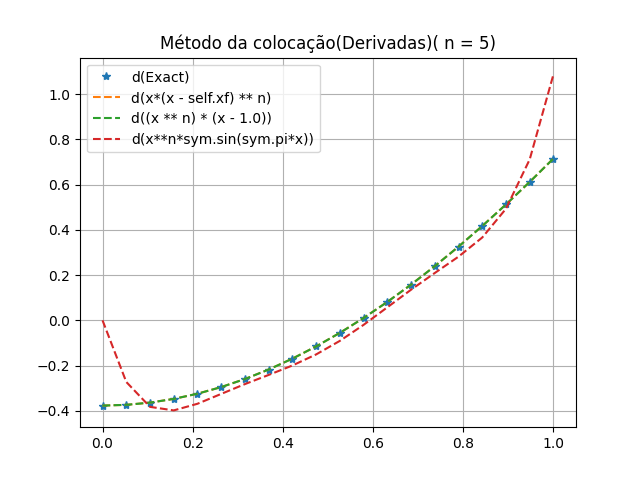 Método da colocação(Derivadas)( n = 5)
d(Exact)
d(x*(x - self.xf) ** n)
d((x ** n) * (x - 1.0))
d(x**n*sym.sin(sym.pi*x))
1.0
0.8
0.6
0.4
0.2
0.0
−0.2
−0.4
0.0 0.2 0.4 0.6 0.8 1.0